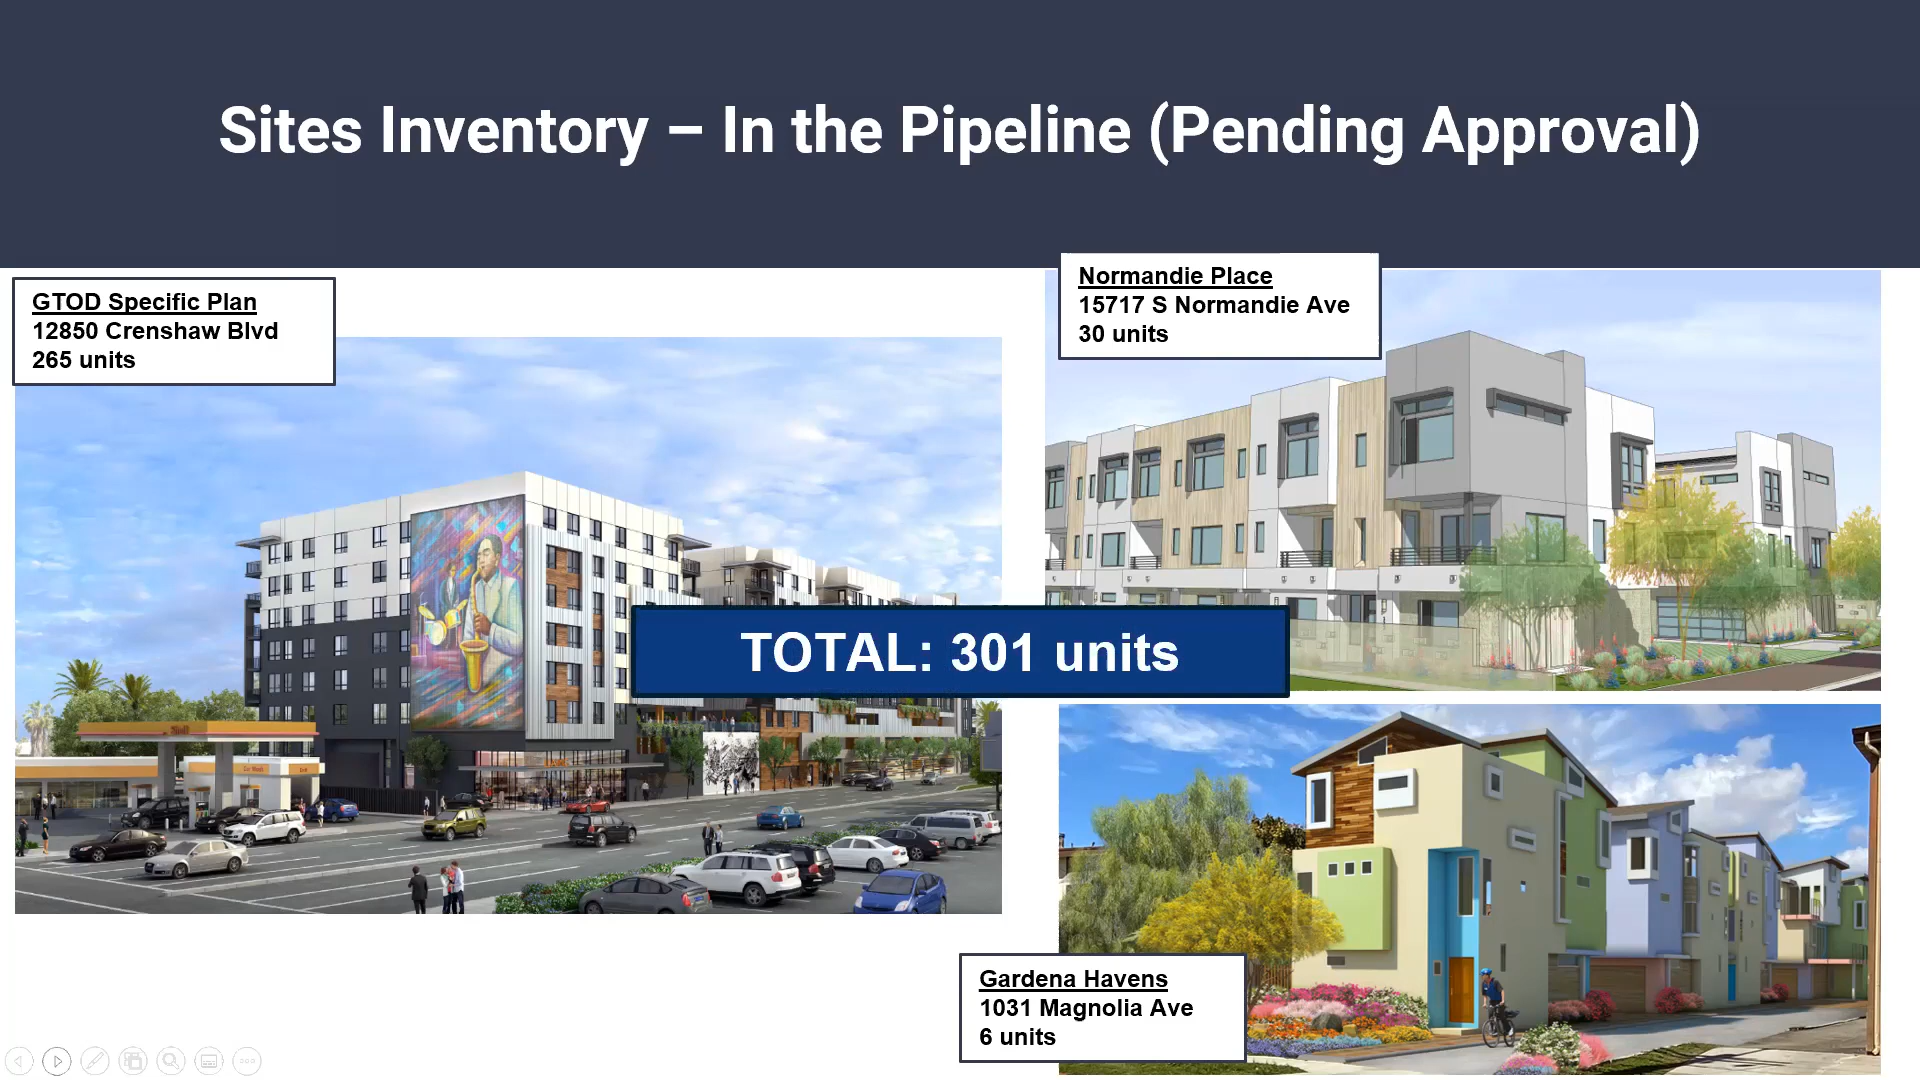 Sites Inventory – In the Pipeline (Pending Approval)
GTOD Specific Plan
12850 Crenshaw Blvd
265 units
Normandie Place
15717 S Normandie Ave
30 units
TOTAL: 301 units
Gardena Havens
1031 Magnolia Ave
6 units